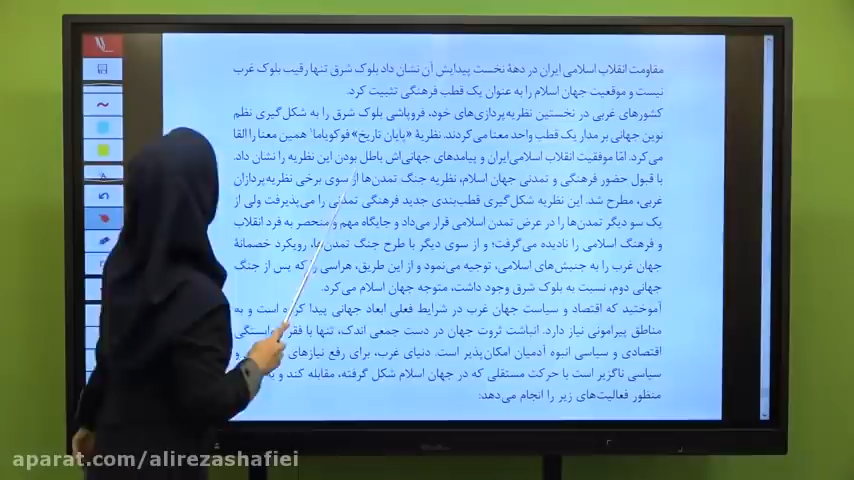 مقاومت انقلاب اسلامی ایران در دههٔ نخست پیدایش آن نشان داد بلوک شرق تنها رقیب بلوک غرب
نیست و موقعیت جهان اسلام را به عنوان یک قطب فرهنگی تثبیت کرد.
کشورهای غربی در نخستین نظریه‌پردازی‌های خود، فروپاشی بلوک شرق را به شکل‌گیری نظم
نوین جهانی بر مدار یک قطب واحد معنا می‌کردند. نظریهٔ «پایان تاریخ» فوکویاما همین معنا را القا
می‌کرد. امّا موفقیت انقلاب اسلامی‌ایران و پیامدهای جهانی‌اش باطل بودن این نظریه را نشان داد.
با قبول حضور فرهنگی و تمدنی جهان اسلام، نظریه جنگ تمدن‌ها از سوی برخی نظریه‌پردازان
غربی، مطرح شد. این نظریه شکل‌گیری قطب‌بندی جدید فرهنگی تمدنی را می‌پذیرفت ولی از
یک سو دیگر تمدن‌ها را در عرض تمدن اسلامی قرار می‌داد و جایگاه مهم و منحصر به فرد انقلاب
و فرهنگ اسلامی را نادیده می‌گرفت؛ و از سوی دیگر با طرح جنگ تمدن‌ها، رویکرد خصمانهٔ
جهان غرب را به جنبش‌های اسلامی، توجیه می‌نمود و از این طریق، هراسی را که پس از جنگ
جهانی دوم، نسبت به بلوک شرق وجود داشت، متوجه جهان اسلام می‌کرد.
آموختید که اقتصاد و سیاست جهان غرب در شرایط فعلی ابعاد جهانی پیدا کرده است و به
مناطق پیرامونی نیاز دارد. انباشت ثروت جهان در دست جمعی اندک، تنها با فقر و وابستگی
اقتصادی و سیاسی انبوه آدمیان امکان‌پذیر است. دنیای غرب، برای رفع نیازهای و
سیاسی ناگزیر است با حرکت مستقلی که در جهان اسلام شکل گرفته، مقابله کند و
منظور فعالیت‌های زیر را انجام می‌دهد:
aparat.com/alirezashafiei